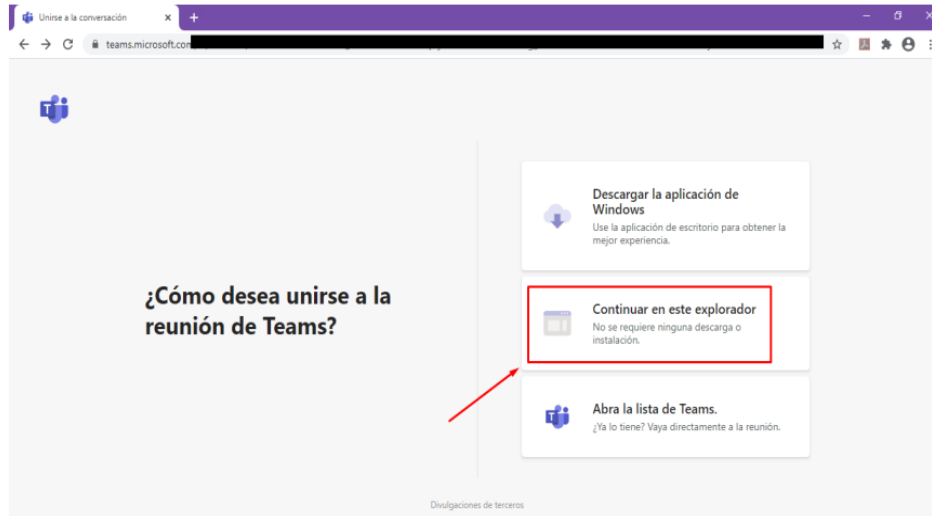 Unirse a la conversación
teams.microsoft.com
Descargar la aplicación de
Windows
Use la aplicación de escritorio para obtener la
mejor experiencia.
¿Cómo desea unirse a la
reunión de Teams?
Continuar en este explorador
No se requiere ninguna descarga o
instalación.
Abra la lista de Teams.
¿Ya lo tiene? Vaya directamente a la reunión.
Divulgaciones de terceros